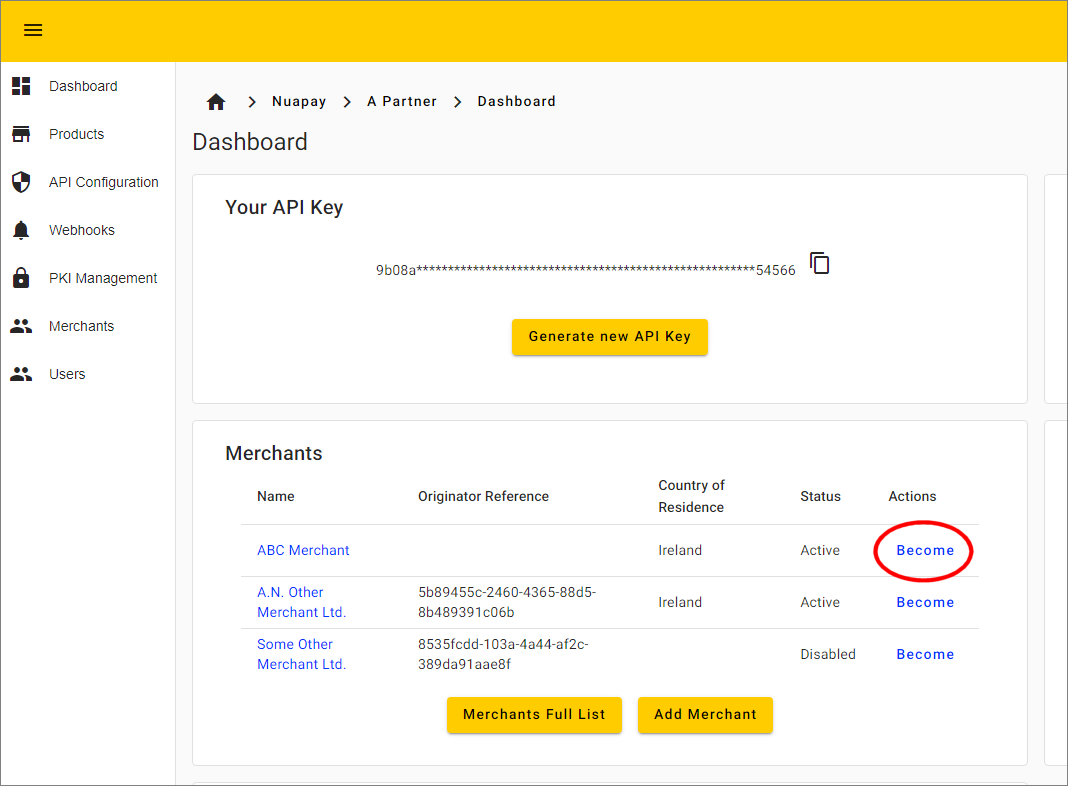 Dashboard
Products
API Configuration
Webhooks
PKI Management
Merchants
Users
Nuapay
A Partner
Dashboard
Dashboard
Your API Key
9b08a******************************************************54566
Generate new API Key
Merchants
Name
Originator Reference
Country of
Residence
Status
Actions
ABC Merchant
Ireland
Active
Become
A.N. Other
Merchant Ltd.
5b89455c-2460-4365-88d5-
8b489391c06b
Ireland
Active
Become
Some Other
Merchant Ltd.
8535fcdd-103a-4a44-af2c-
389da91aae8f
Disabled
Become
Merchants Full List
Add Merchant